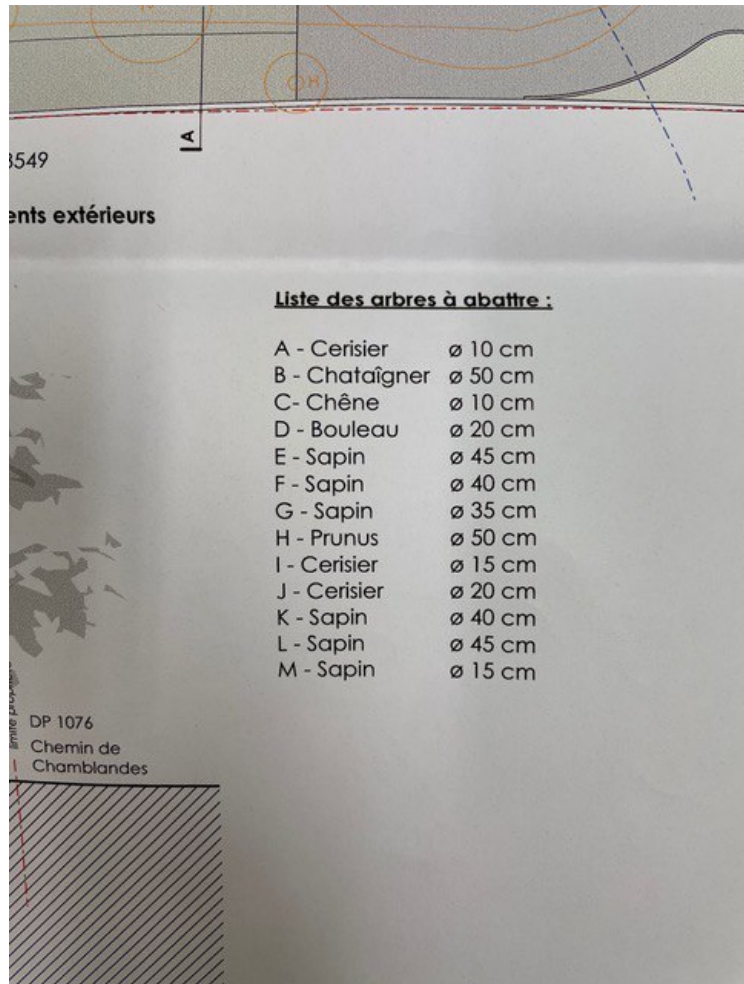 H
A
3549
ents extérieurs
Liste des arbres à abattre :
A - Cerisier ø 10 cm
B - Chataîgner ø 50 cm
C- Chêne ø 10 cm
D - Bouleau ø 20 cm
E - Sapin ø 45 cm
F - Sapin ø 40 cm
G - Sapin ø 35 cm
H - Prunus ø 50 cm
I - Cerisier ø 15 cm
J - Cerisier ø 20 cm
K - Sapin ø 40 cm
L - Sapin ø 45 cm
M - Sapin ø 15 cm
DP 1076
Chemin de
Chamblandes